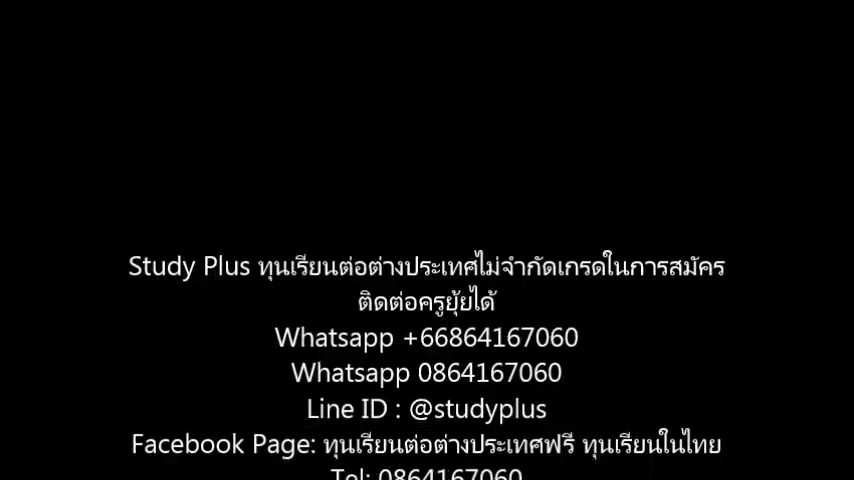 Study Plus ทุนเรียนต่อต่างประเทศไม่จำกัดเกรดในการสมัคร
ติดต่อครูยุ้ยได้
Whatsapp +66864167060
Whatsapp 0864167060
Line ID : @studyplus
Facebook Page: ทุนเรียนต่อต่างประเทศฟรี ทุนเรียนในไทย
Tel: 0864167060